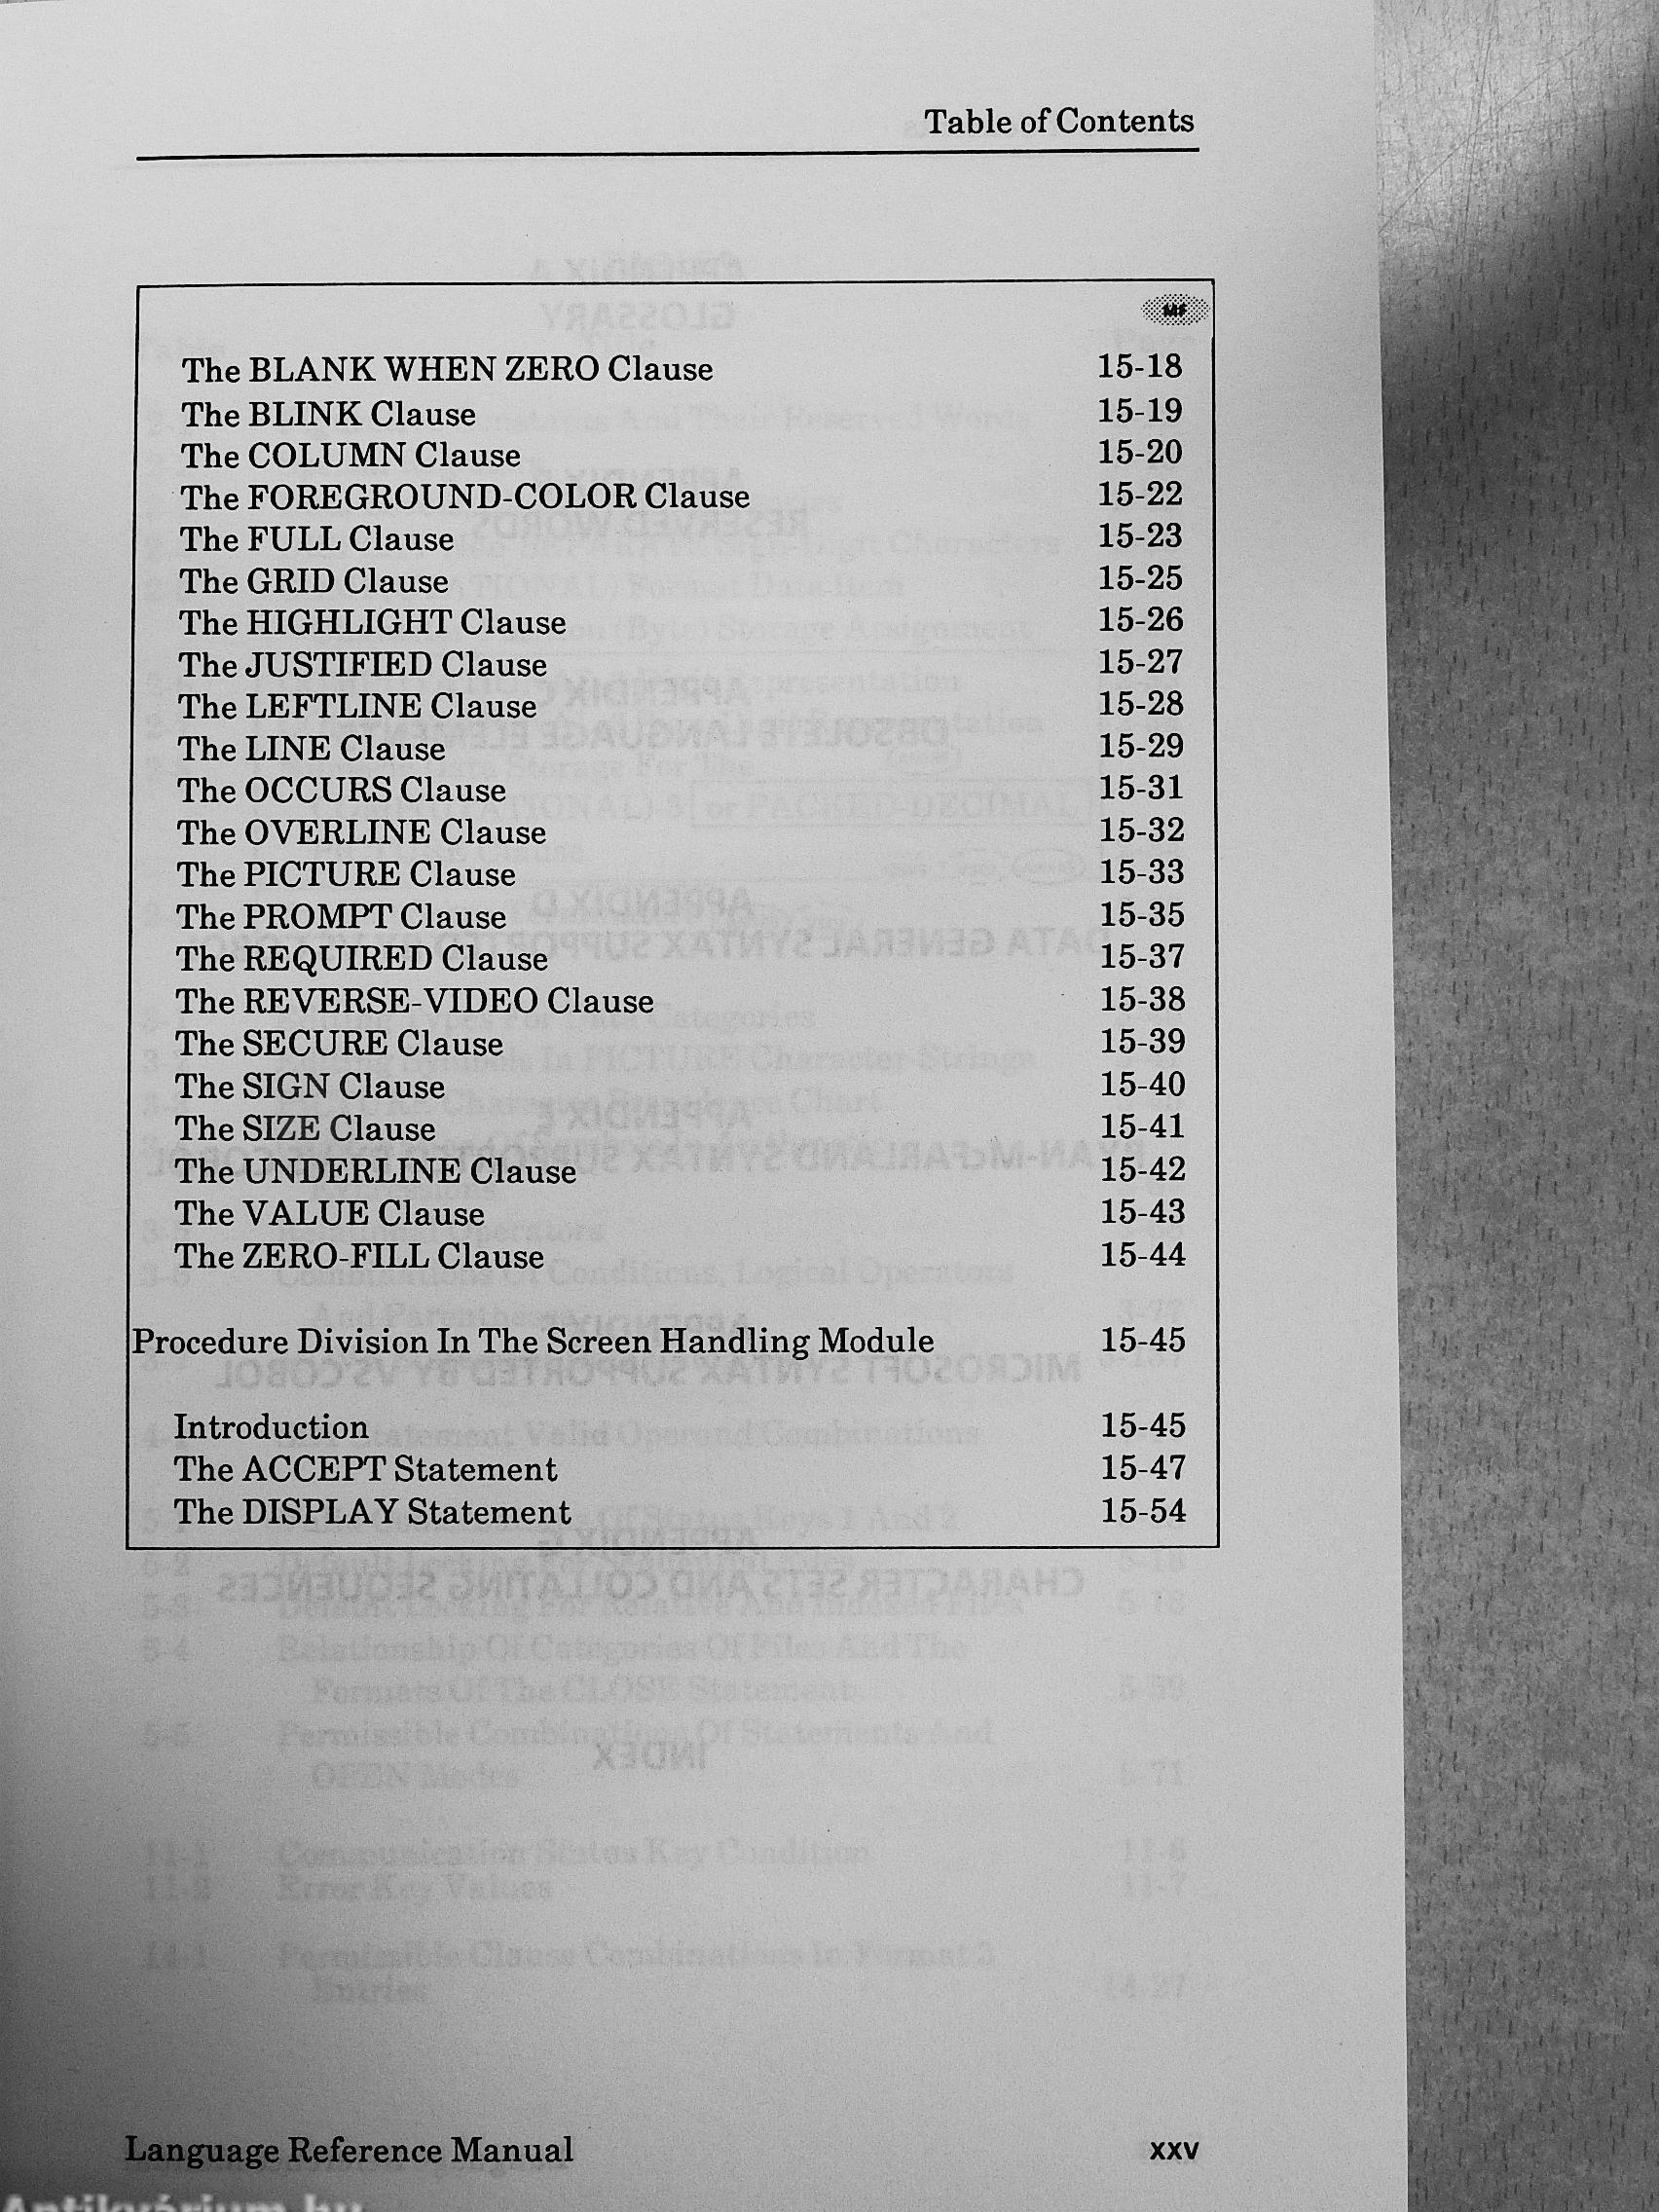 Table of Contents
MF
The BLANK WHEN ZERO Clause 15-18
The BLINK Clause 15-19
The COLUMN Clause 15-20
The FOREGROUND-COLOR Clause 15-22
The FULL Clause 15-23
The GRID Clause 15-25
The HIGHLIGHT Clause 15-26
The JUSTIFIED Clause 15-27
The LEFTLINE Clause 15-28
The LINE Clause 15-29
The OCCURS Clause 15-31
The OVERLINE Clause 15-32
The PICTURE Clause 15-33
The PROMPT Clause 15-35
The REQUIRED Clause 15-37
The REVERSE-VIDEO Clause 15-38
The SECURE Clause 15-39
The SIGN Clause 15-40
The SIZE Clause 15-41
The UNDERLINE Clause 15-42
The VALUE Clause 15-43
The ZERO-FILL Clause 15-44
Procedure Division In The Screen Handling Module 15-45
Introduction 15-45
The ACCEPT Statement 15-47
The DISPLAY Statement 15-54
Language Reference Manual xxv
Antikvárium.hu